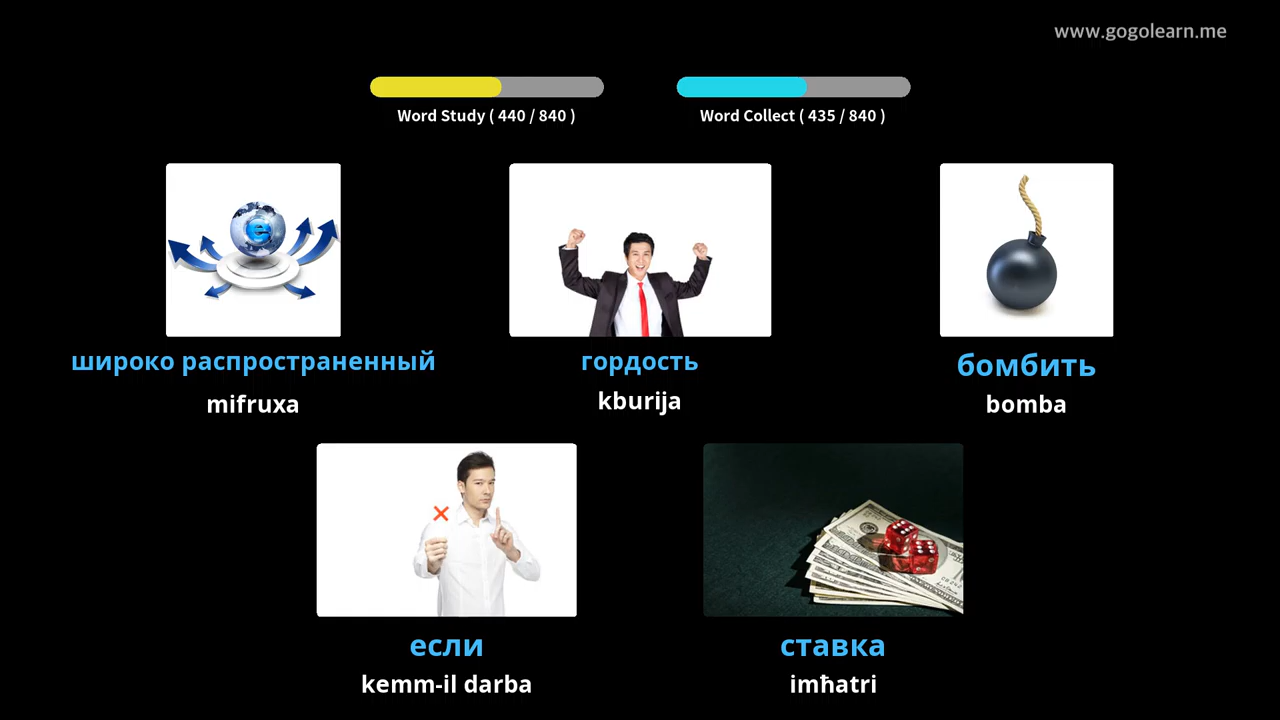 www.gogolearn.me
Word Study ( 440 / 840 )
Word Collect ( 435 / 840 )
широко распространенный
mifruxa
гордость
kburija
бомбить
bomba
если
kemm-il darba
ставка
imħatri